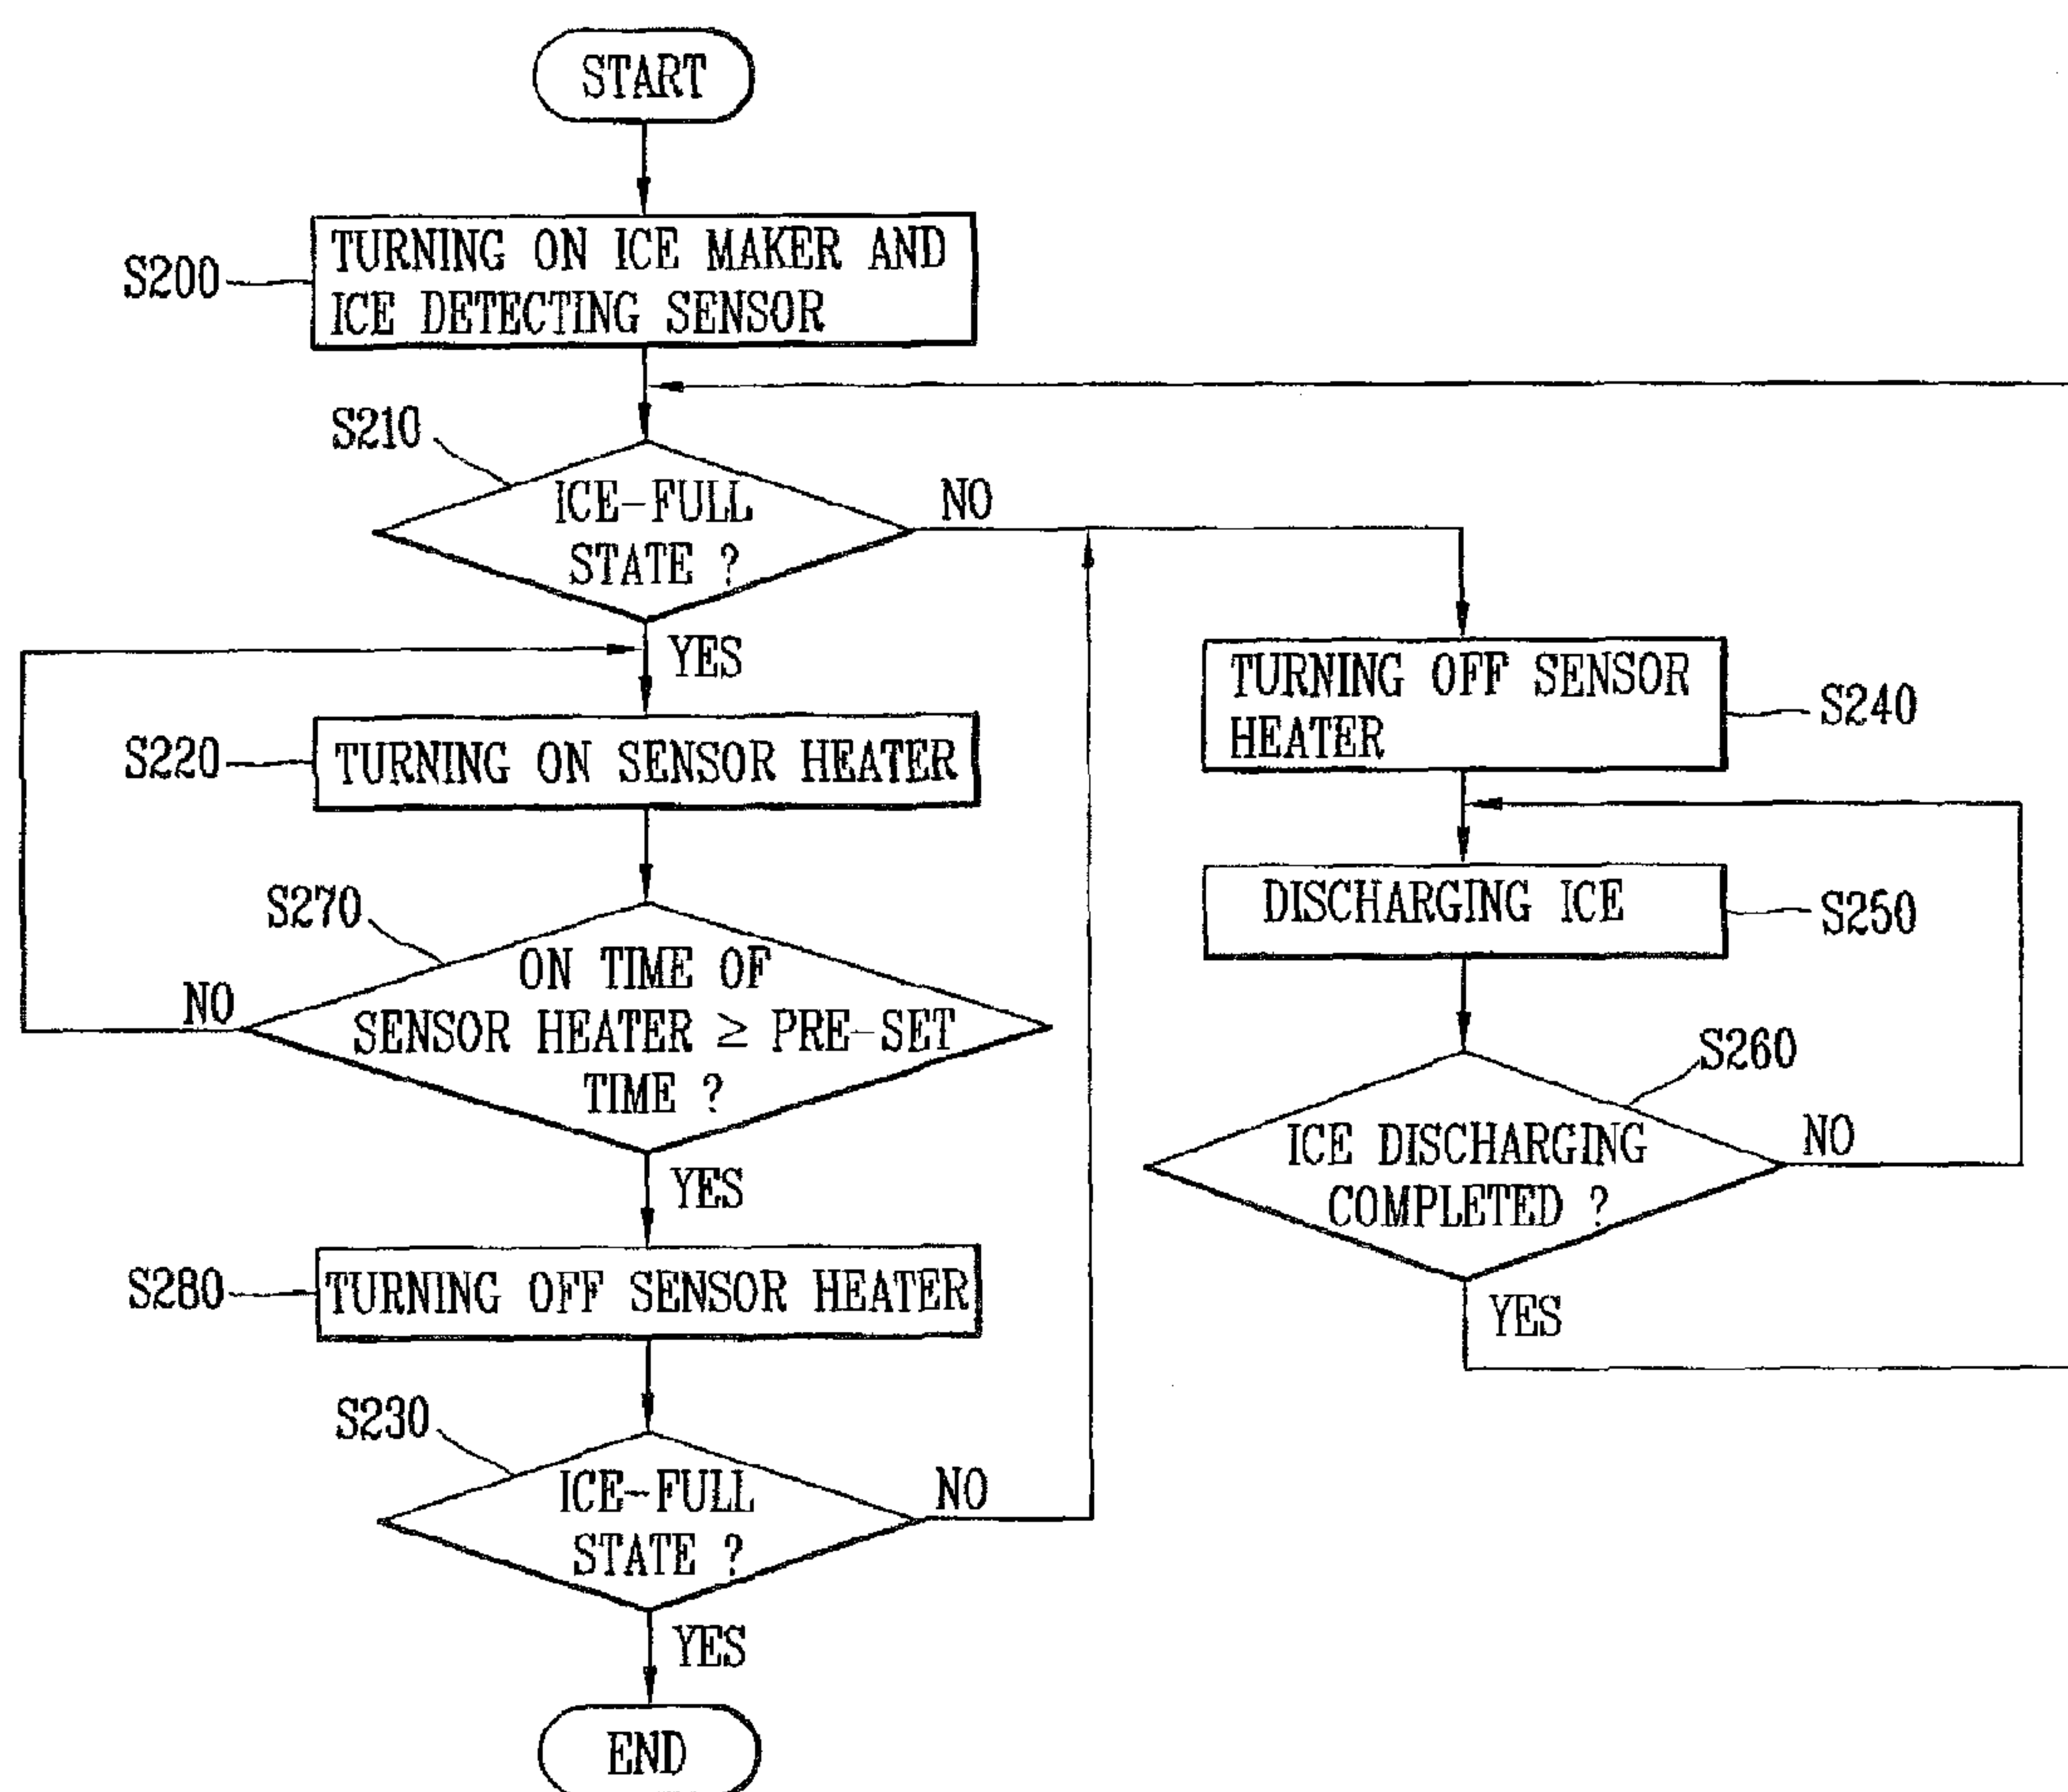 START
S200
TURNING ON ICE MAKER AND
ICE DETECTING SENSOR
S210
ICE-FULL
STATE ?
NO
YES
S220
TURNING ON SENSOR HEATER
S270
ON TIME OF
SENSOR HEATER ≥ PRE-SET
TIME ?
NO
YES
S280
TURNING OFF SENSOR HEATER
S230
ICE-FULL
STATE ?
NO
YES
END
TURNING OFF SENSOR
HEATER
S240
DISCHARGING ICE
S250
S260
ICE DISCHARGING
COMPLETED ?
NO
YES